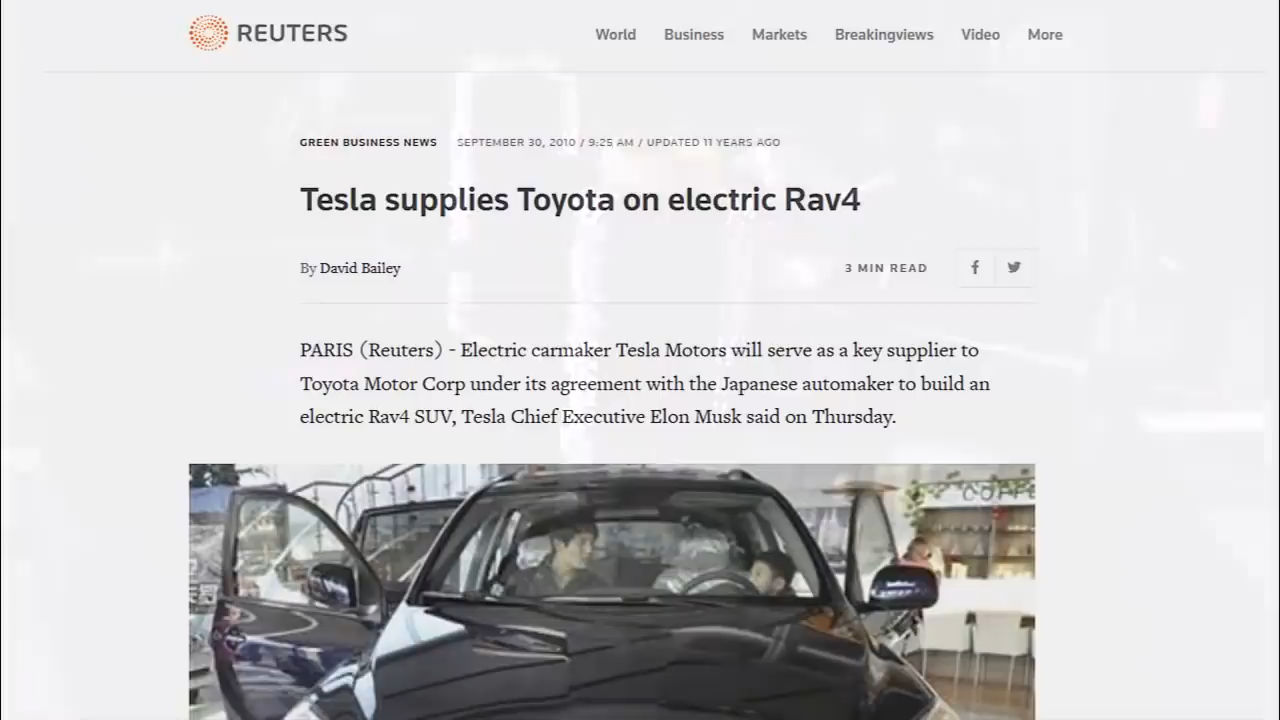 REUTERS
World Business Markets Breakingviews Video More
GREEN BUSINESS NEWS SEPTEMBER 30, 2010 / 9:25 AM / UPDATED 11 YEARS AGO
Tesla supplies Toyota on electric Rav4
By David Bailey
3 MIN READ
PARIS (Reuters) - Electric carmaker Tesla Motors will serve as a key supplier to
Toyota Motor Corp under its agreement with the Japanese automaker to build an
electric Rav4 SUV, Tesla Chief Executive Elon Musk said on Thursday.